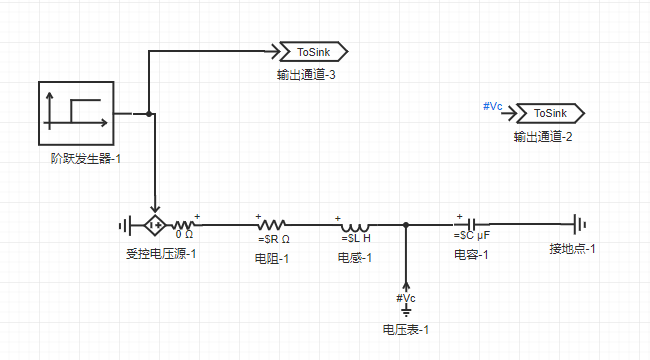 ToSink
输出通道-3
#Vc
ToSink
输出通道-2
阶跃发生器-1
+
+
+
+
0 Ω
=$R Ω
=$L H
=$C μF
受控电压源-1
电阻-1
电感-1
电容-1
接地点-1
#Vc
电压表-1